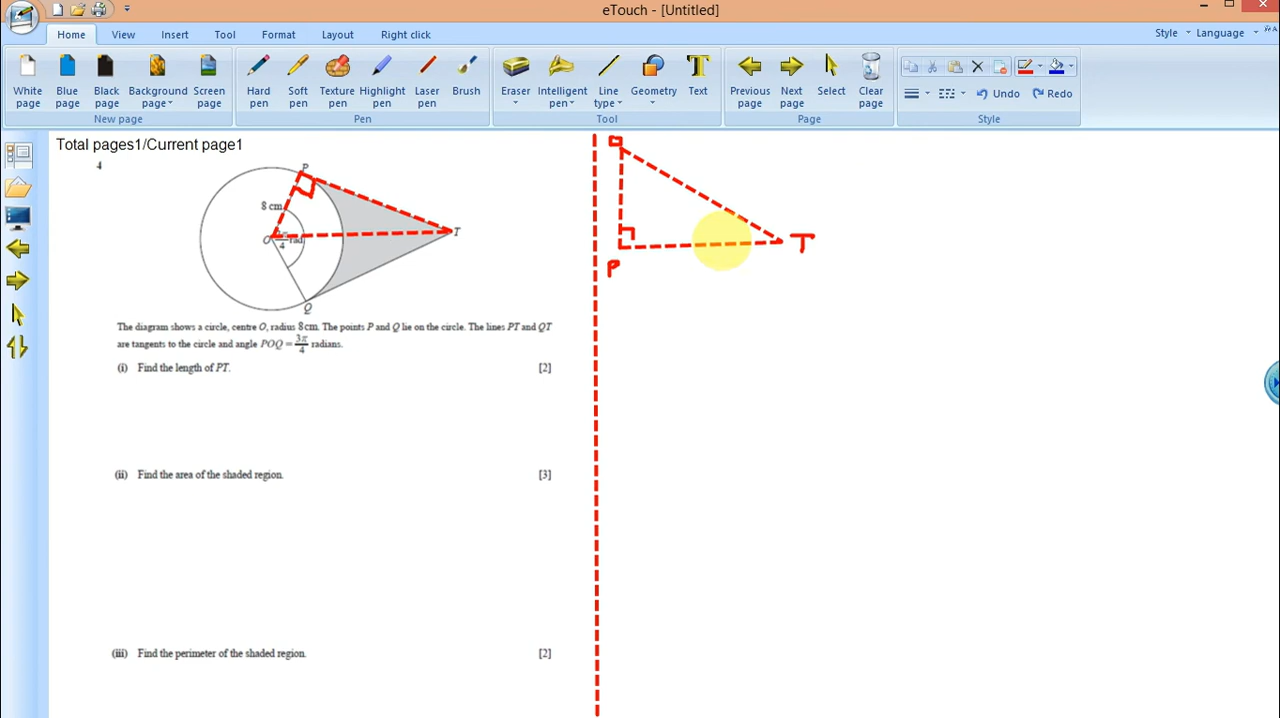 eTouch - [Untitled]
Home View Insert Tool Format Layout Right click Style Language
White page Blue page Black page Background page Screen page Hard pen Soft pen Texture pen Highlight pen Laser pen Brush Eraser Intelligent pen Line type Geometry Text Previous page Next page Select Clear page Undo Redo
New page Pen Tool Page Style
Total pages1/Current page1
4
P
8 cm
O
3π/4 rad
T
Q
O
P
T
The diagram shows a circle, centre O, radius 8 cm. The points P and Q lie on the circle. The lines PT and QT
are tangents to the circle and angle POQ = 3π/4 radians.
(i) Find the length of PT. [2]
(ii) Find the area of the shaded region. [3]
(iii) Find the perimeter of the shaded region. [2]